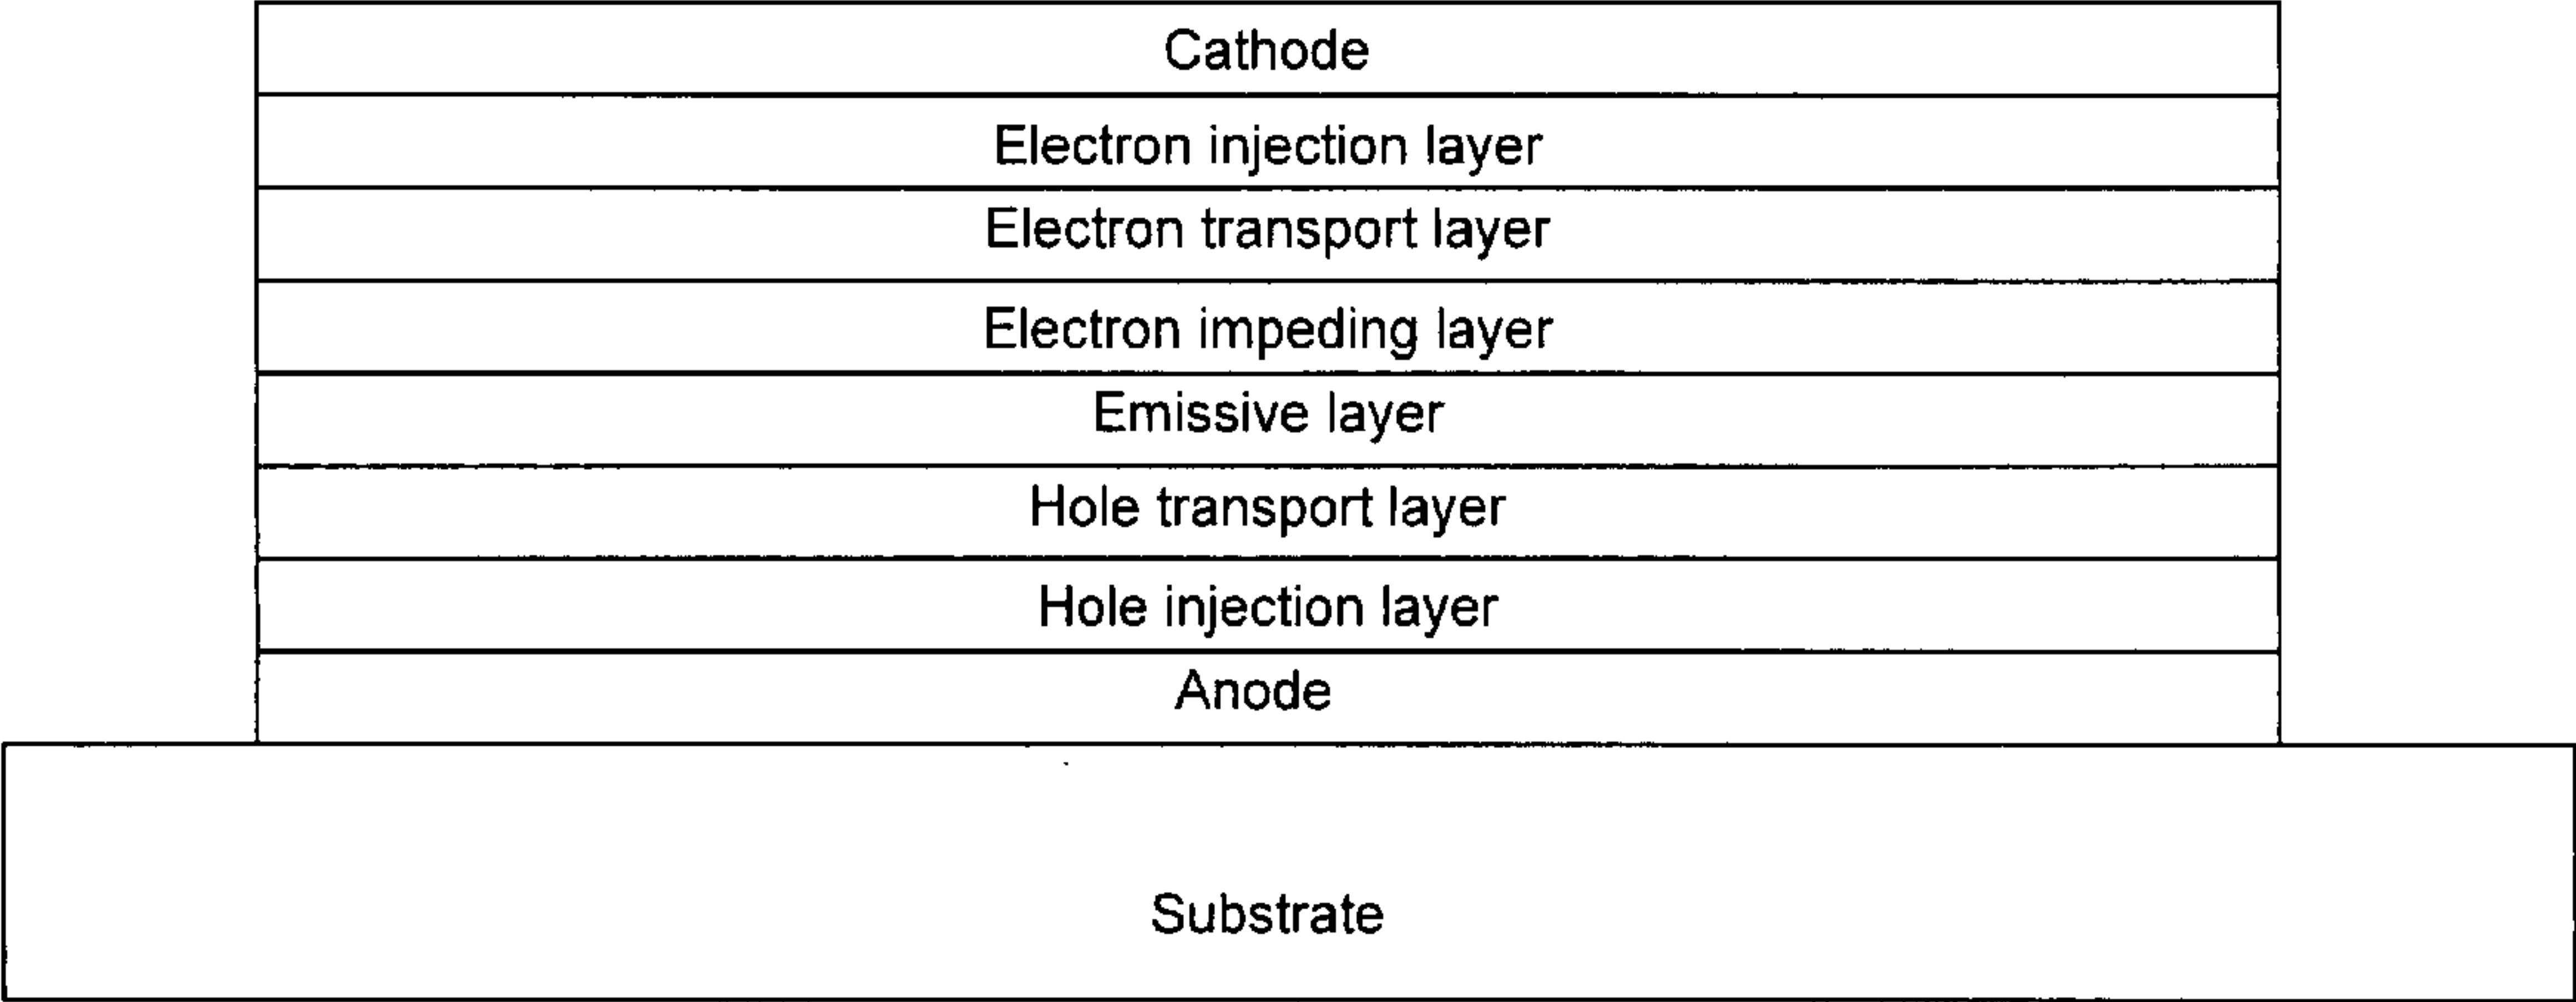 Cathode
Electron injection layer
Electron transport layer
Electron impeding layer
Emissive layer
Hole transport layer
Hole injection layer
Anode
Substrate